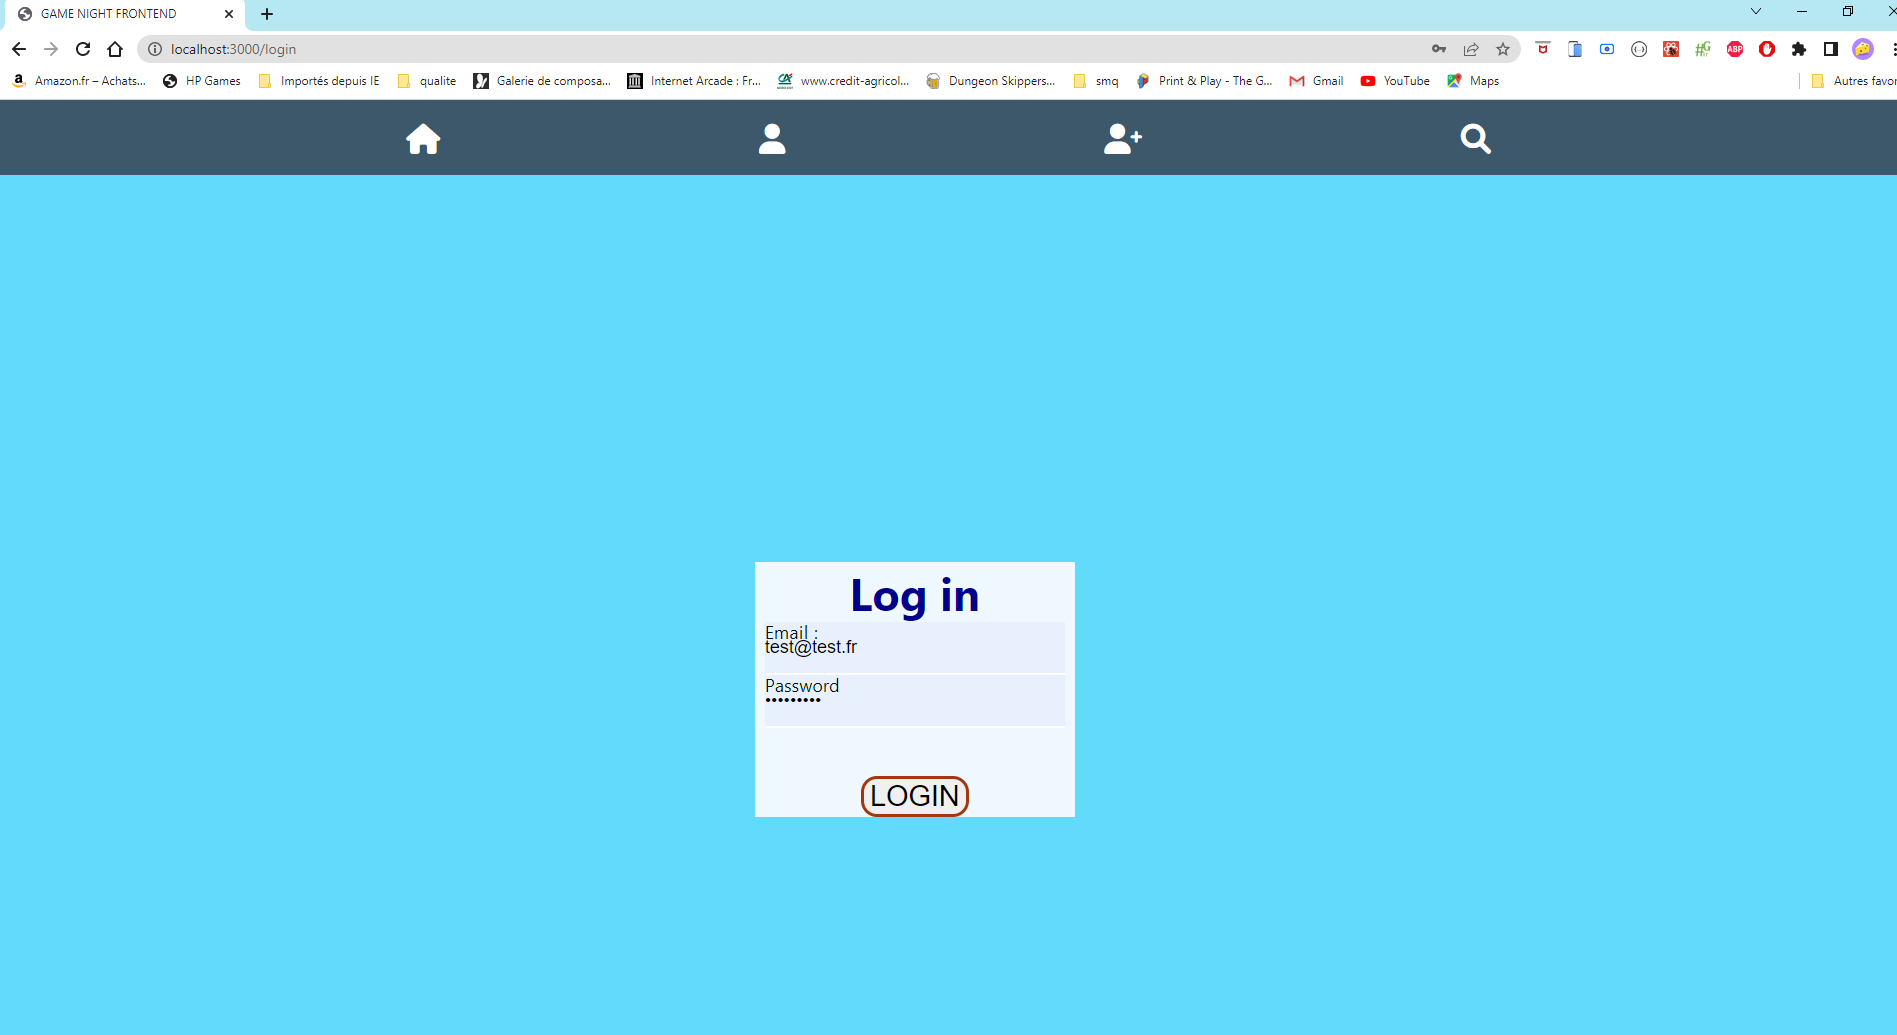 GAME NIGHT FRONTEND
localhost:3000/login
Amazon.fr – Achats... HP Games Importés depuis IE qualite Galerie de composa... Internet Arcade : Fr... www.credit-agricol... Dungeon Skippers... smq Print & Play - The G... Gmail YouTube Maps Autres favor
Log in
Email :
test@test.fr
Password
•••••••••
LOGIN